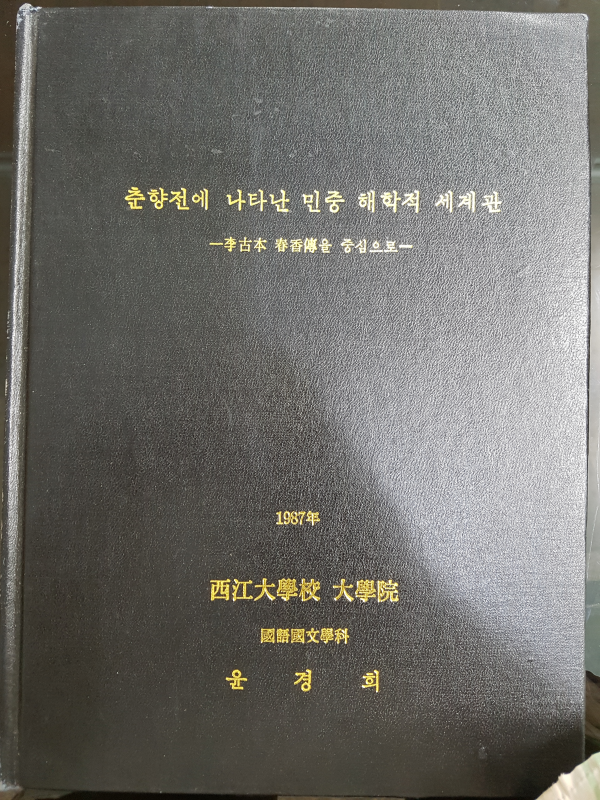 춘향전에 나타난 민중 해학적 세계관
—李古本 春香傳을 중심으로—
1987年
西江大學校 大學院
國語國文學科
윤 경 희